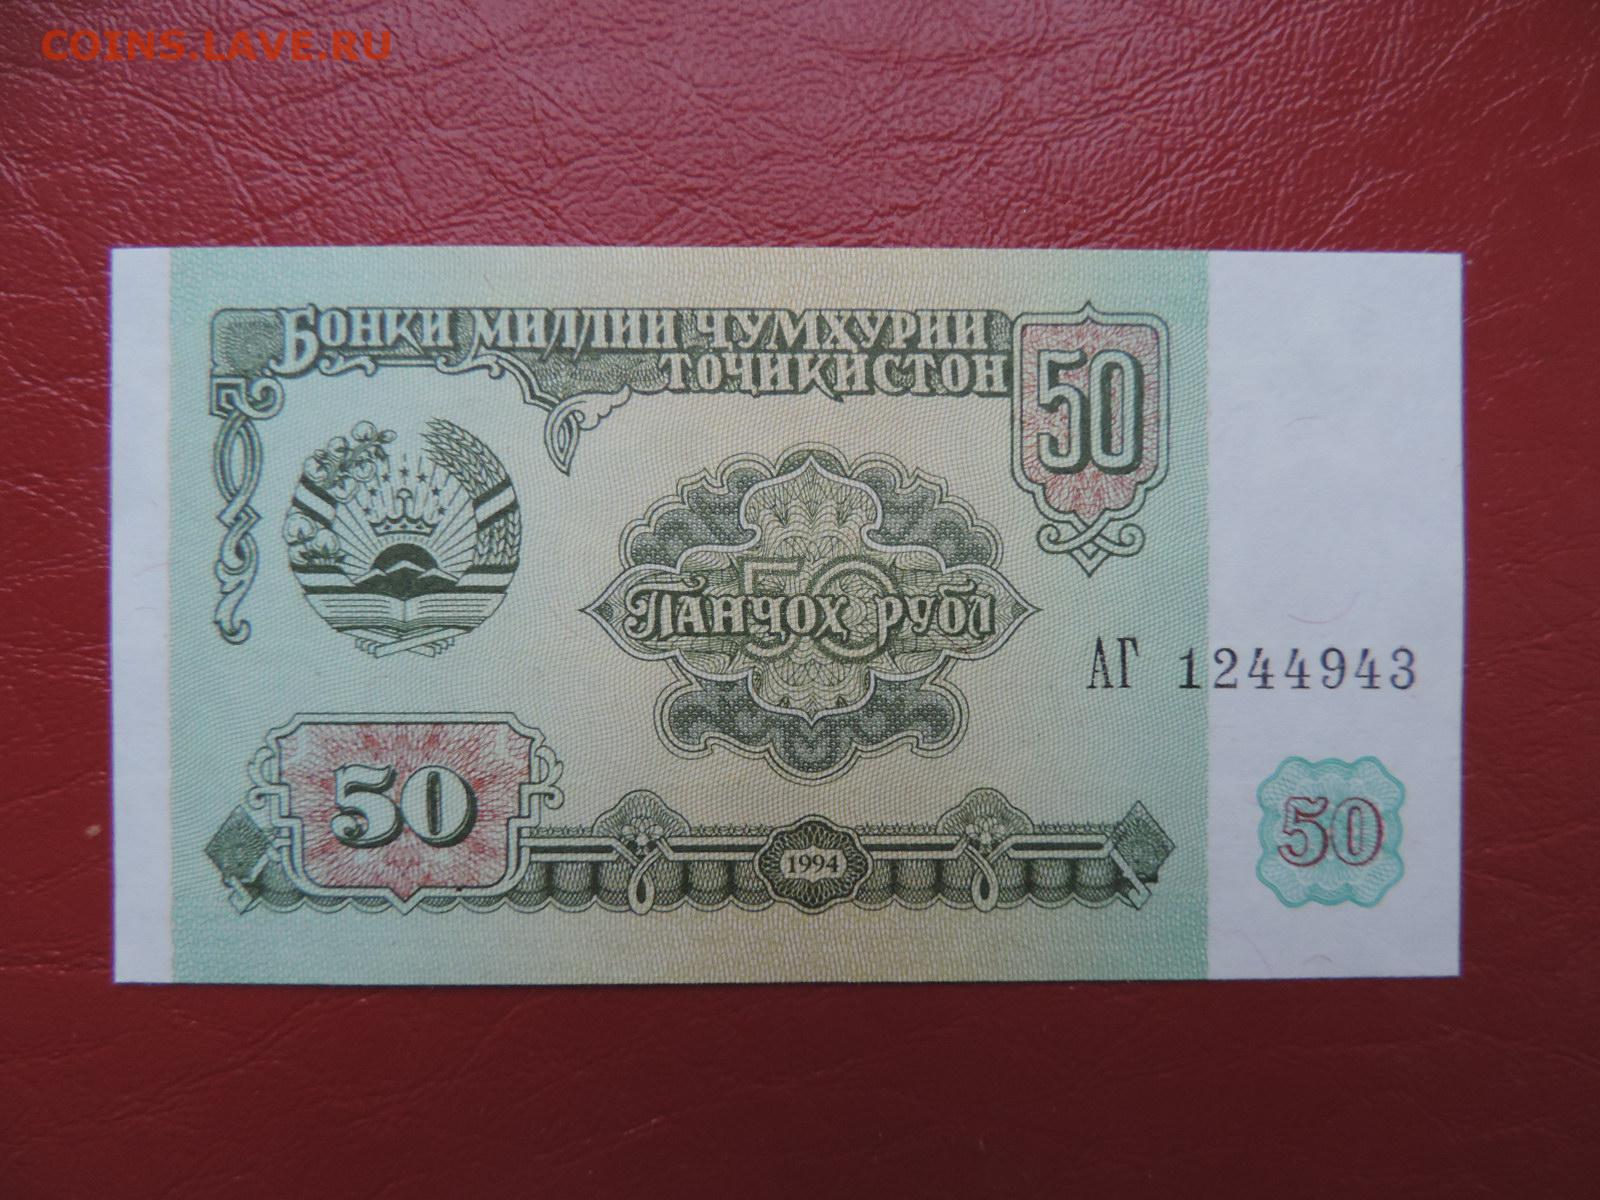 COINS.LAVE.RU
Бонки миллии Ҷумҳурии
Тоҷикистон
50
50
Панҷоҳ рубл
АГ 1244943
50
1994
50